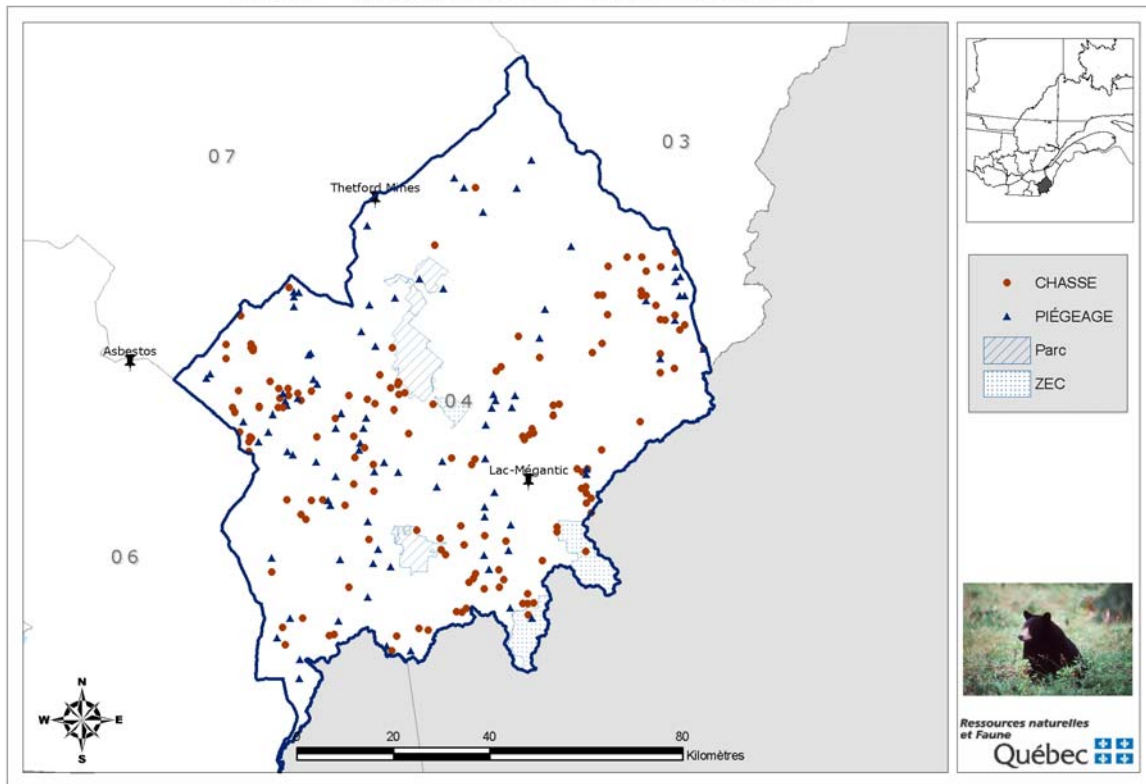 07
03
Thetford Mines
Asbestos
04
Lac-Mégantic
06
N
W E
S
0 20 40 80
Kilomètres
CHASSE
PIÉGEAGE
Parc
ZEC
Ressources naturelles
et Faune
Québec